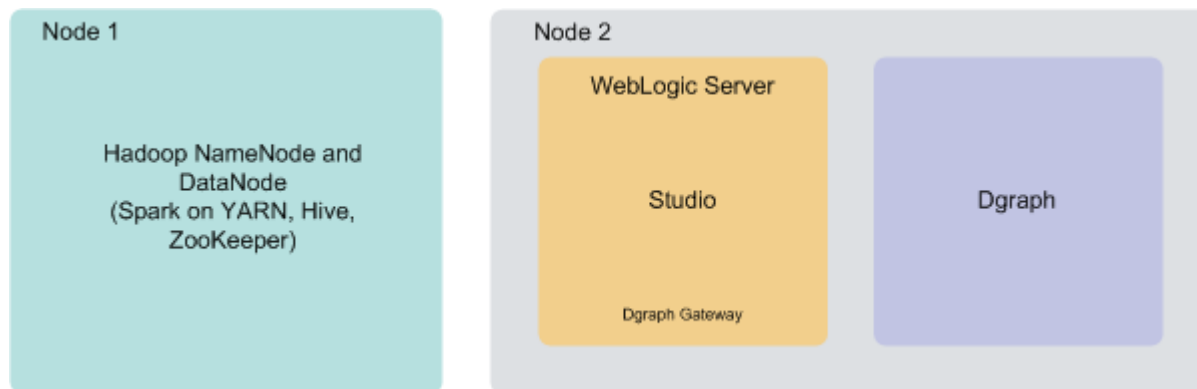 Node 1
Hadoop NameNode and
DataNode
(Spark on YARN, Hive,
ZooKeeper)
Node 2
WebLogic Server
Studio
Dgraph Gateway
Dgraph